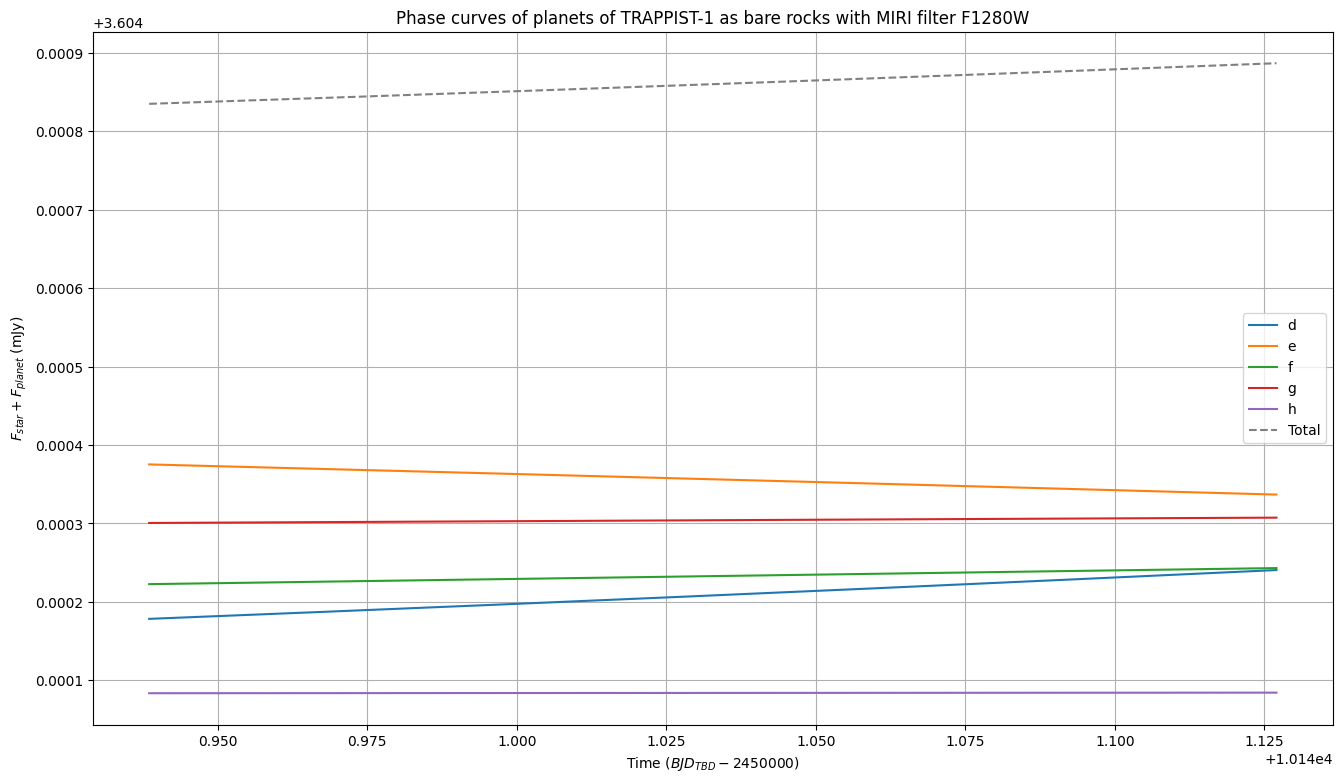 Phase curves of planets of TRAPPIST-1 as bare rocks with MIRI filter F1280W
+3.604
0.0009
0.0008
0.0007
0.0006
0.0005
0.0004
0.0003
0.0002
0.0001
F_{star} + F_{planet} (mJy)
d
e
f
g
h
Total
0.950
0.975
1.000
1.025
1.050
1.075
1.100
1.125
+1.014e4
Time (BJD_{TBD} − 2450000)